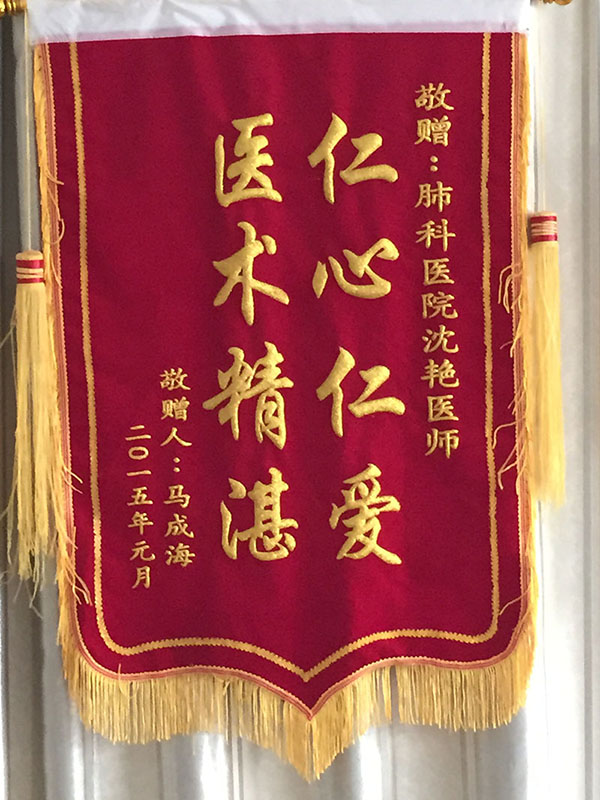 敬赠：肺科医院沈艳医师
仁心仁爱
医术精湛
敬赠人：马成海
二〇一五年元月